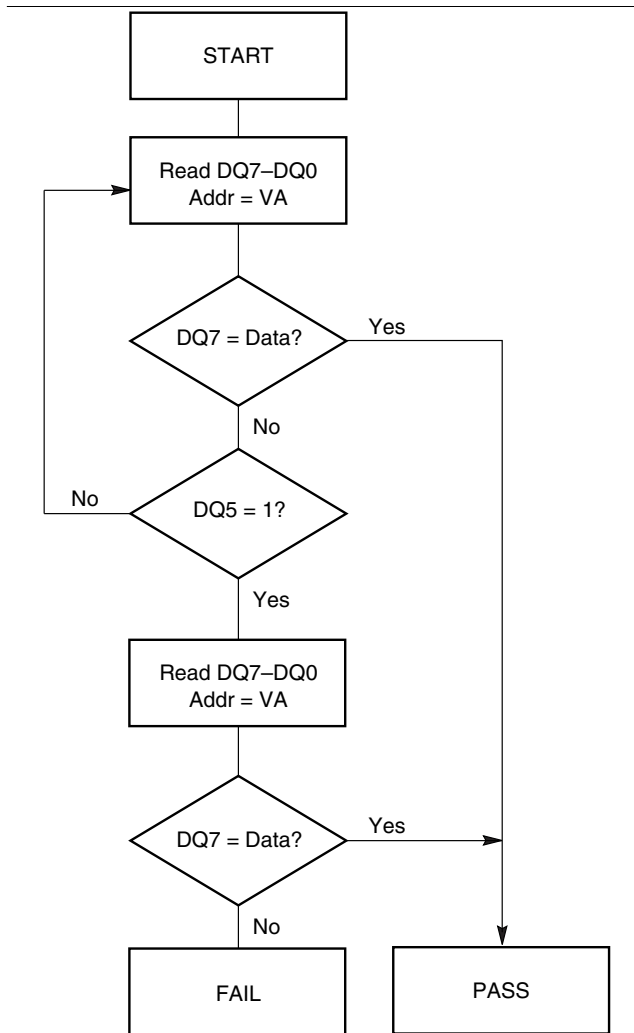 START
Read DQ7–DQ0
Addr = VA
DQ7 = Data?
Yes
No
No
DQ5 = 1?
Yes
Read DQ7–DQ0
Addr = VA
DQ7 = Data?
Yes
No
FAIL
PASS